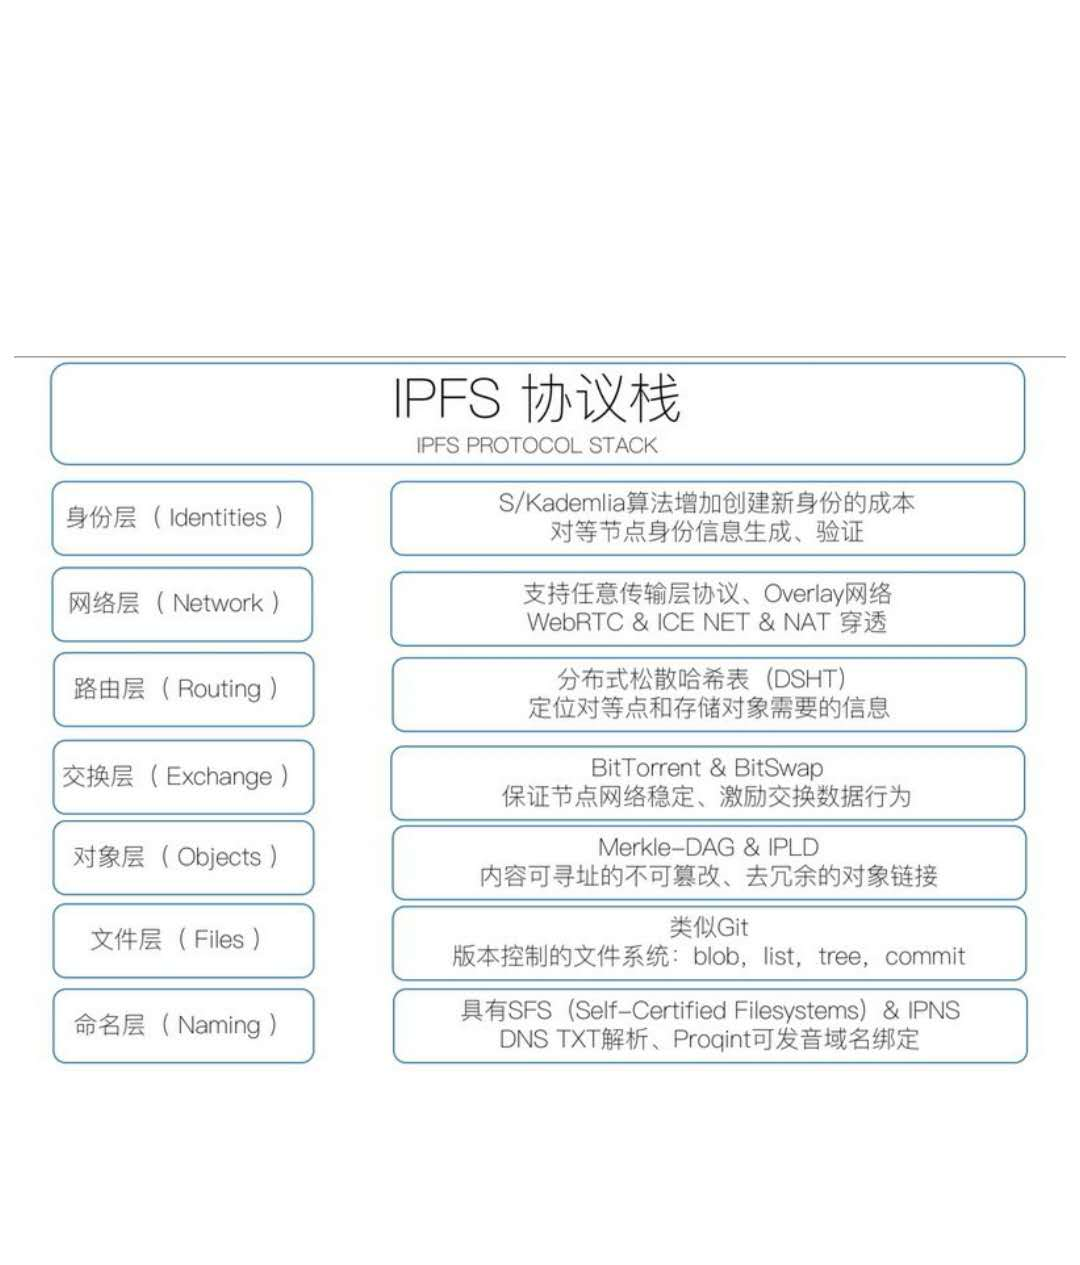 IPFS 协议栈
IPFS PROTOCOL STACK
身份层 ( Identities )
S/Kademlia算法增加创建新身份的成本
对等节点身份信息生成、验证
网络层 ( Network )
支持任意传输层协议、Overlay网络
WebRTC & ICE NET & NAT 穿透
路由层 ( Routing )
分布式松散哈希表（DSHT）
定位对等点和存储对象需要的信息
交换层 ( Exchange )
BitTorrent & BitSwap
保证节点网络稳定、激励交换数据行为
对象层 ( Objects )
Merkle-DAG & IPLD
内容可寻址的不可篡改、去冗余的对象链接
文件层 ( Files )
类似Git
版本控制的文件系统：blob，list，tree，commit
命名层 ( Naming )
具有SFS（Self-Certified Filesystems）& IPNS
DNS TXT解析、Proqint可发音域名绑定